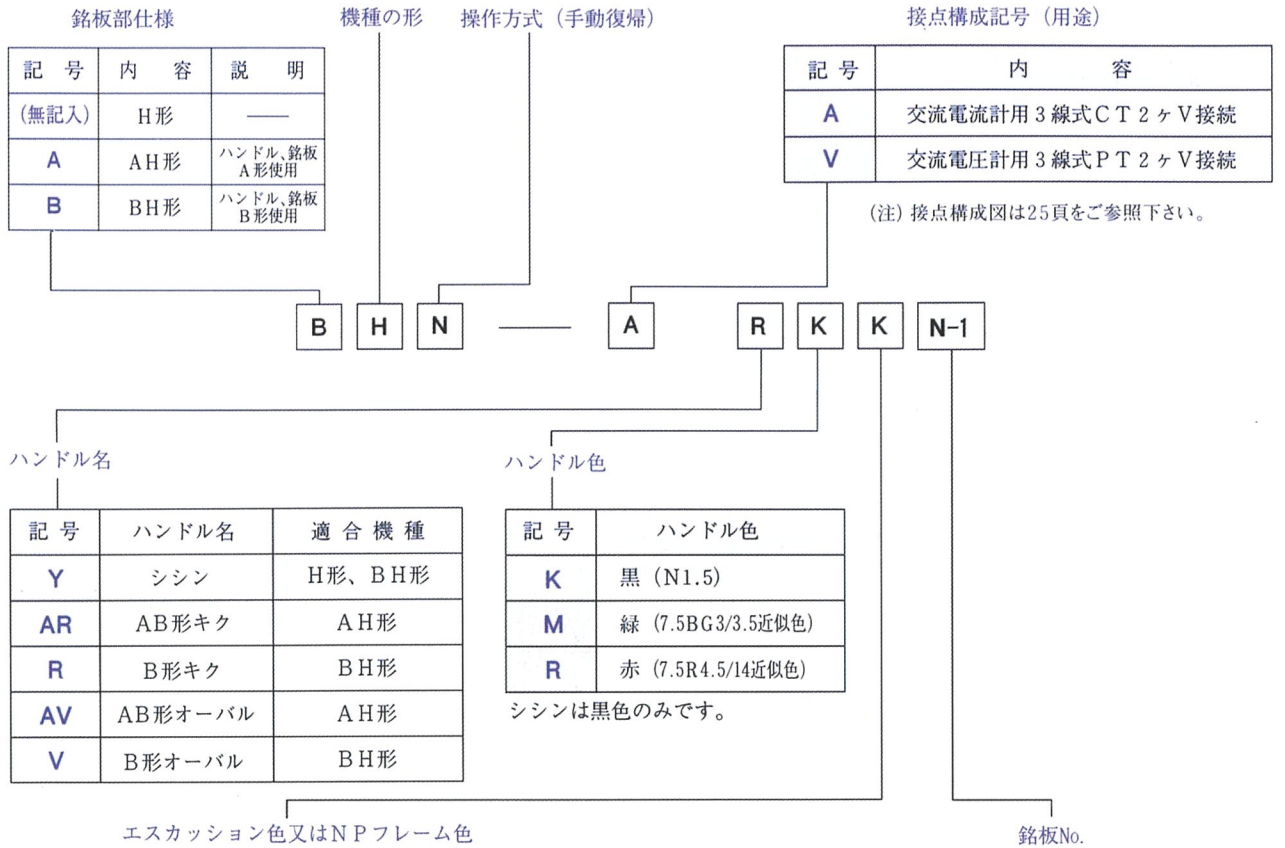 銘板部仕様
機種の形
操作方式（手動復帰）
接点構成記号（用途）
記号 内容 説明
(無記入) H形 ――
A AH形 ハンドル、銘板
A形使用
B BH形 ハンドル、銘板
B形使用
記号 内容
A 交流電流計用3線式CT2ヶV接続
V 交流電圧計用3線式PT2ヶV接続
(注) 接点構成図は25頁をご参照下さい。
B H N ― A R K K N-1
ハンドル名
記号 ハンドル名 適合機種
Y シシン H形、BH形
AR AB形キク AH形
R B形キク BH形
AV AB形オーバル AH形
V B形オーバル BH形
ハンドル色
記号 ハンドル色
K 黒 (N1.5)
M 緑 (7.5BG3/3.5近似色)
R 赤 (7.5R4.5/14近似色)
シシンは黒色のみです。
エスカッション色又はNPフレーム色
銘板No.